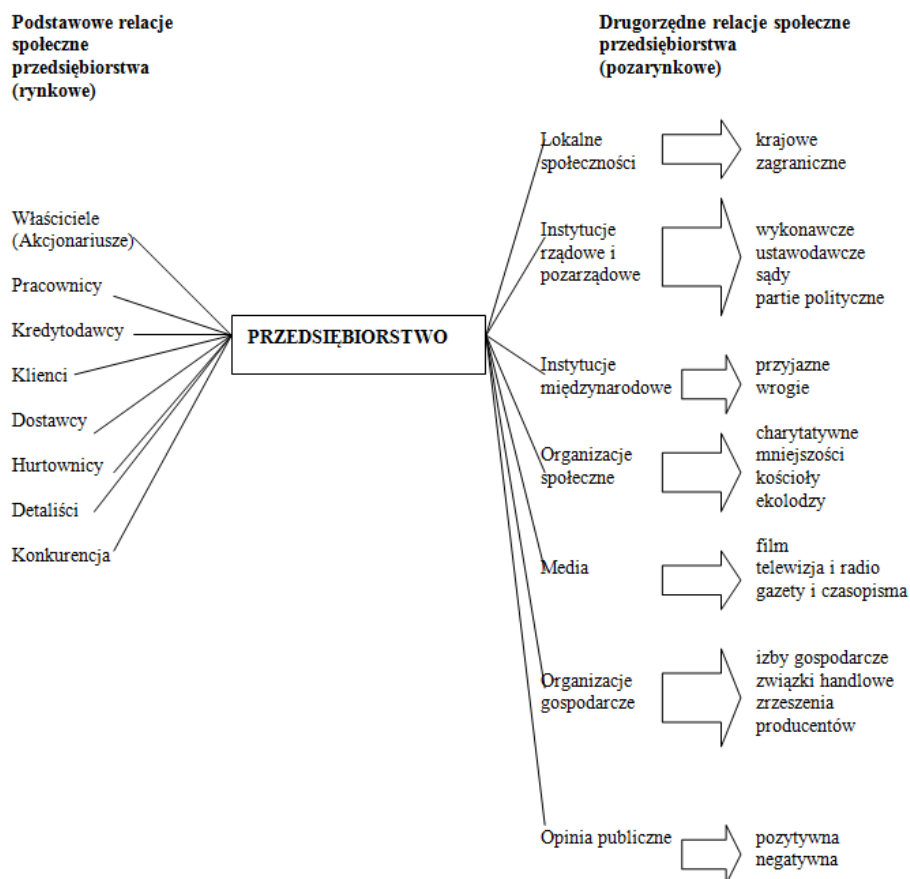 Podstawowe relacje
społeczne
przedsiębiorstwa
(rynkowe)
Drugorzędne relacje społeczne
przedsiębiorstwa
(pozarynkowe)
Właściciele
(Akcjonariusze)
Pracownicy
Kredytodawcy
Klienci
Dostawcy
Hurtownicy
Detaliści
Konkurencja
PRZEDSIĘBIORSTWO
Lokalne
społeczności
krajowe
zagraniczne
Instytucje
rządowe i
pozarządowe
wykonawcze
ustawodawcze
sądy
partie polityczne
Instytucje
międzynarodowe
przyjazne
wrogie
Organizacje
społeczne
charytatywne
mniejszości
kościoły
ekolodzy
Media
film
telewizja i radio
gazety i czasopisma
Organizacje
gospodarcze
izby gospodarcze
związki handlowe
zrzeszenia
producentów
Opinia publiczne
pozytywna
negatywna